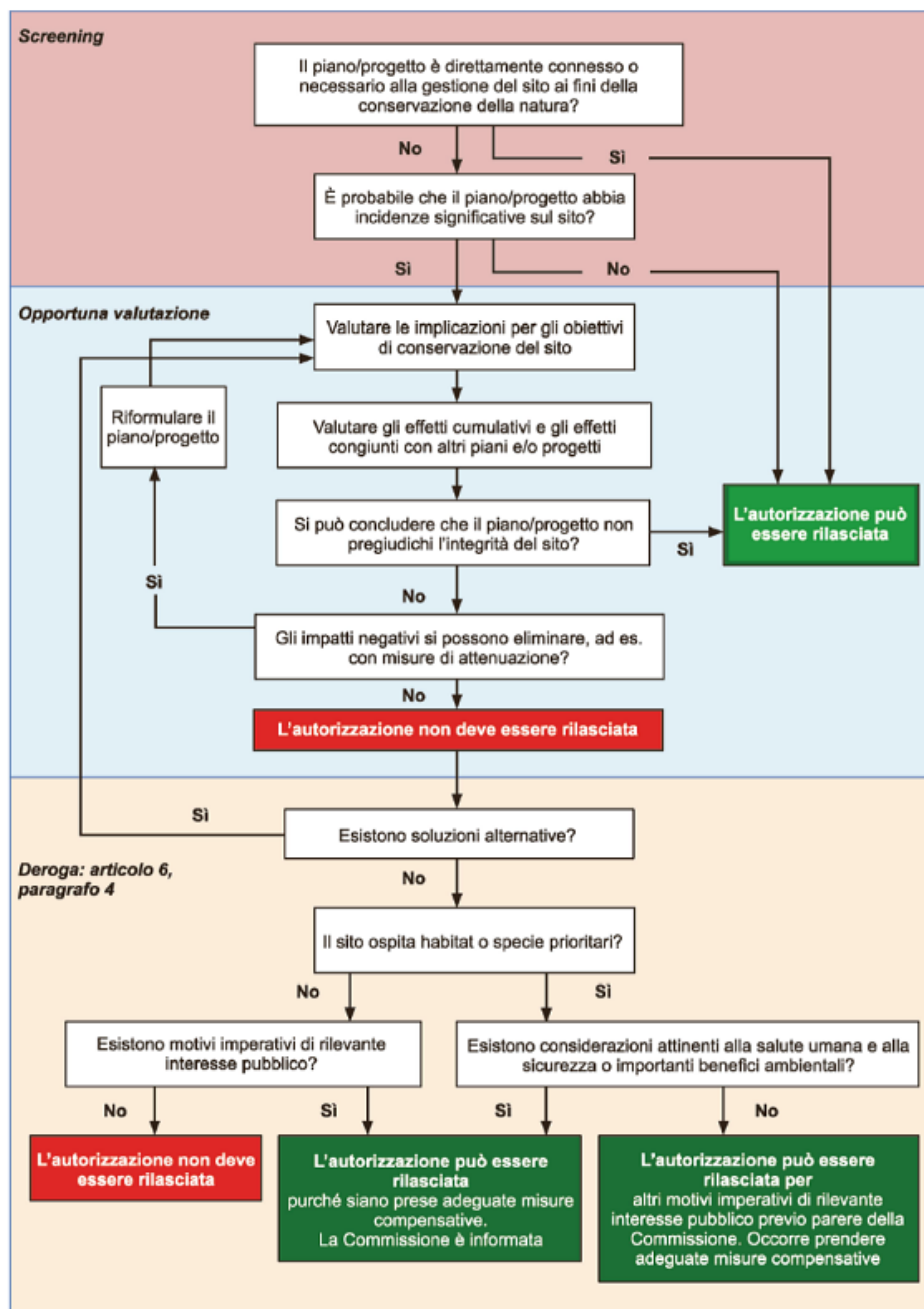 Screening
Il piano/progetto è direttamente connesso o
necessario alla gestione del sito ai fini della
conservazione della natura?
No
Sì
È probabile che il piano/progetto abbia
incidenze significative sul sito?
Sì
No
Opportuna valutazione
Valutare le implicazioni per gli obiettivi
di conservazione del sito
Riformulare il
piano/progetto
Valutare gli effetti cumulativi e gli effetti
congiunti con altri piani e/o progetti
Si può concludere che il piano/progetto non
pregiudichi l'integrità del sito?
Sì
L'autorizzazione può
essere rilasciata
Sì
No
Gli impatti negativi si possono eliminare, ad es.
con misure di attenuazione?
No
L'autorizzazione non deve essere rilasciata
Sì
Esistono soluzioni alternative?
Deroga: articolo 6,
paragrafo 4
No
Il sito ospita habitat o specie prioritari?
No
Sì
Esistono motivi imperativi di rilevante
interesse pubblico?
Esistono considerazioni attinenti alla salute umana e alla
sicurezza o importanti benefici ambientali?
No
Sì
Sì
No
L'autorizzazione non deve
essere rilasciata
L'autorizzazione può essere
rilasciata
purché siano prese adeguate misure
compensative.
La Commissione è informata
L'autorizzazione può essere
rilasciata per
altri motivi imperativi di rilevante
interesse pubblico previo parere della
Commissione. Occorre prendere
adeguate misure compensative